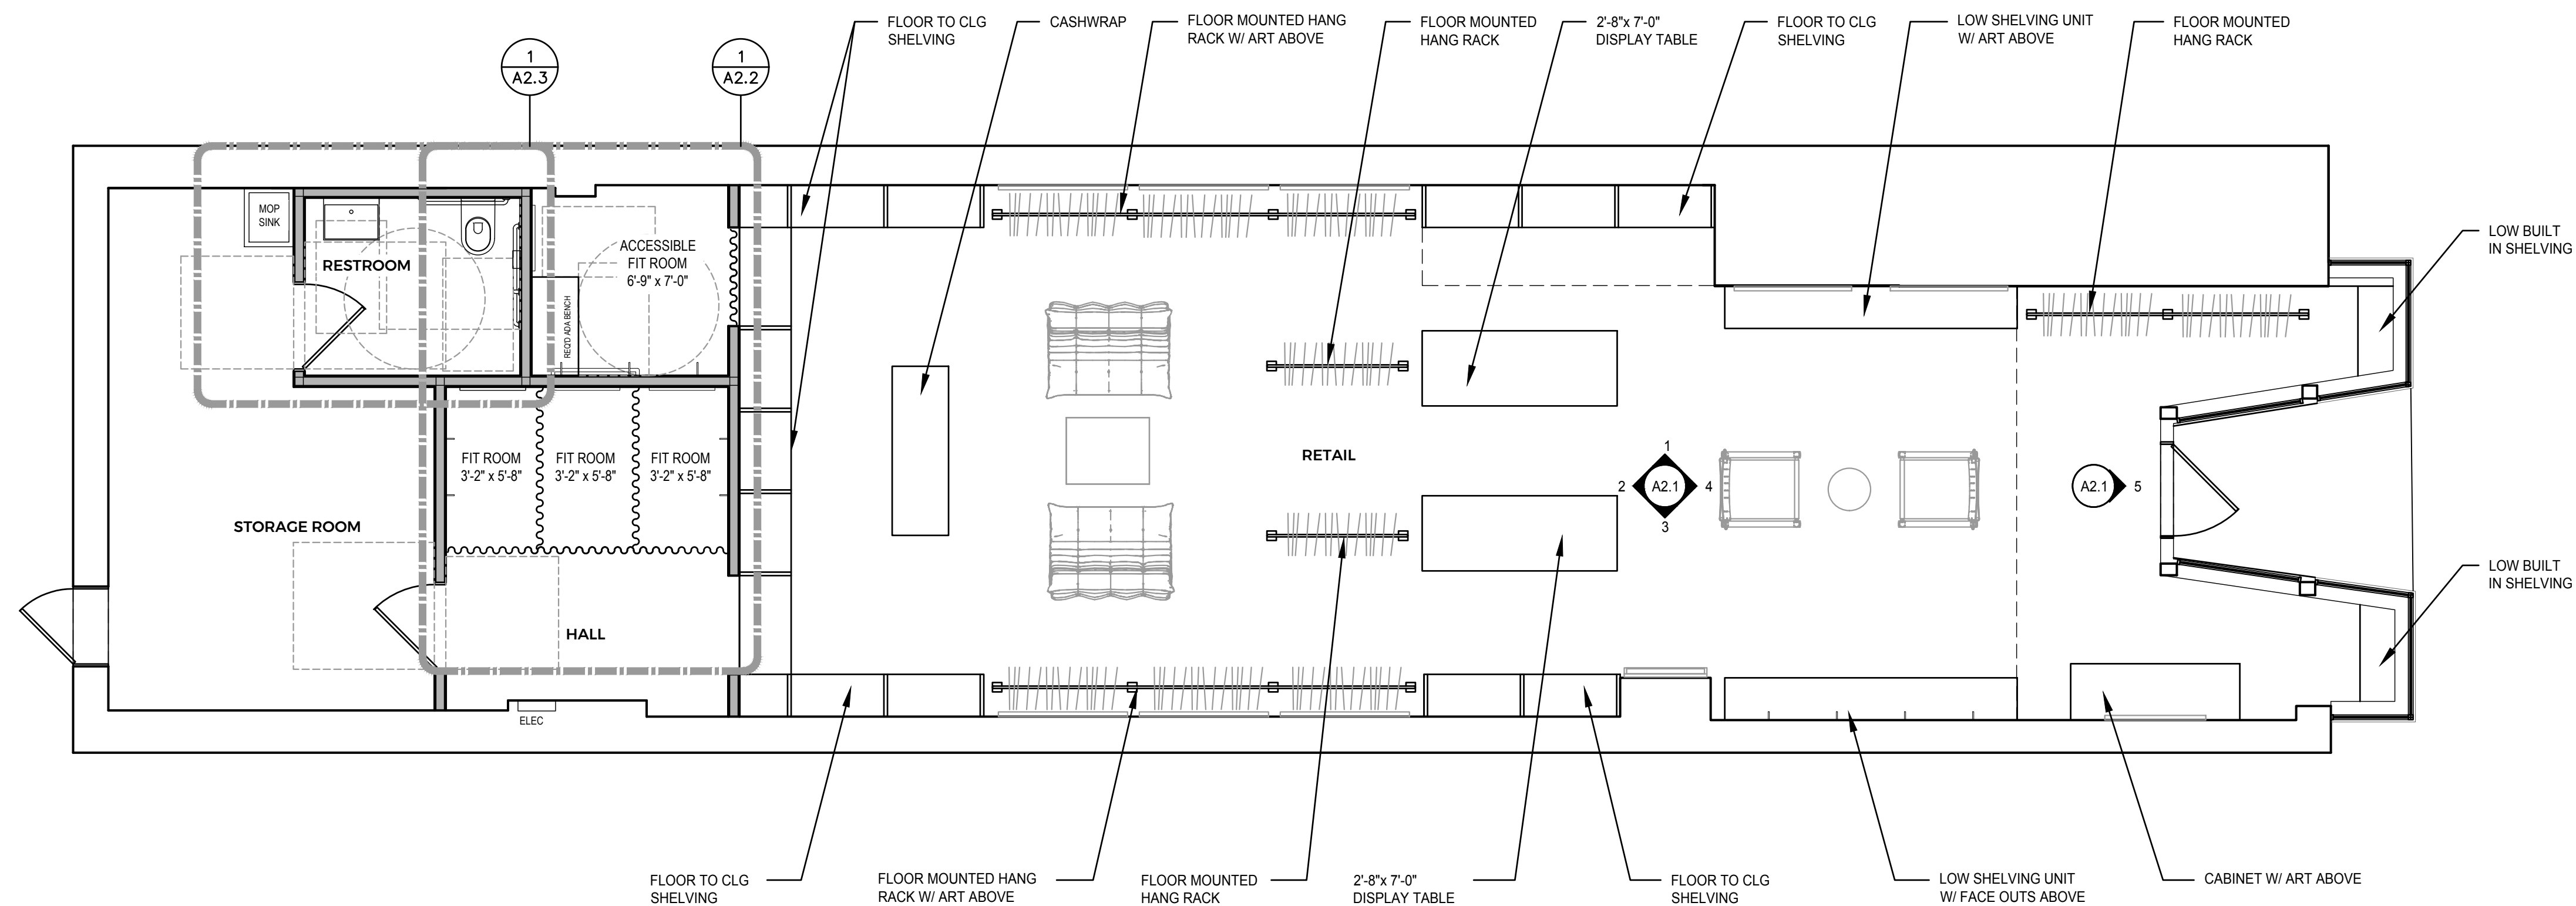 FLOOR TO CLG
SHELVING
CASHWRAP
FLOOR MOUNTED HANG
RACK W/ ART ABOVE
FLOOR MOUNTED
HANG RACK
2'-8"x 7'-0"
DISPLAY TABLE
FLOOR TO CLG
SHELVING
LOW SHELVING UNIT
W/ ART ABOVE
FLOOR MOUNTED
HANG RACK
1
A2.3
1
A2.2
MOP
SINK
RESTROOM
ACCESSIBLE
FIT ROOM
6'-9" x 7'-0"
REQ'D ADA BENCH
LOW BUILT
IN SHELVING
FIT ROOM
3'-2" x 5'-8"
FIT ROOM
3'-2" x 5'-8"
FIT ROOM
3'-2" x 5'-8"
RETAIL
1
2
A2.1
4
3
A2.1
5
STORAGE ROOM
LOW BUILT
IN SHELVING
HALL
ELEC
FLOOR TO CLG
SHELVING
FLOOR MOUNTED HANG
RACK W/ ART ABOVE
FLOOR MOUNTED
HANG RACK
2'-8"x 7'-0"
DISPLAY TABLE
FLOOR TO CLG
SHELVING
LOW SHELVING UNIT
W/ FACE OUTS ABOVE
CABINET W/ ART ABOVE